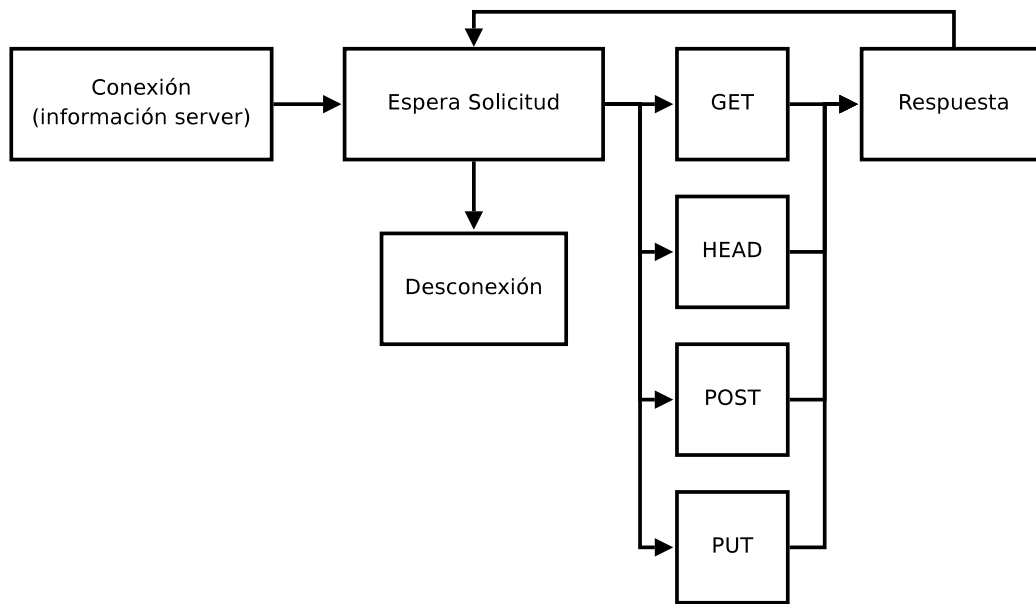 Conexión
(información server)
Espera Solicitud
GET
Respuesta
HEAD
Desconexión
POST
PUT